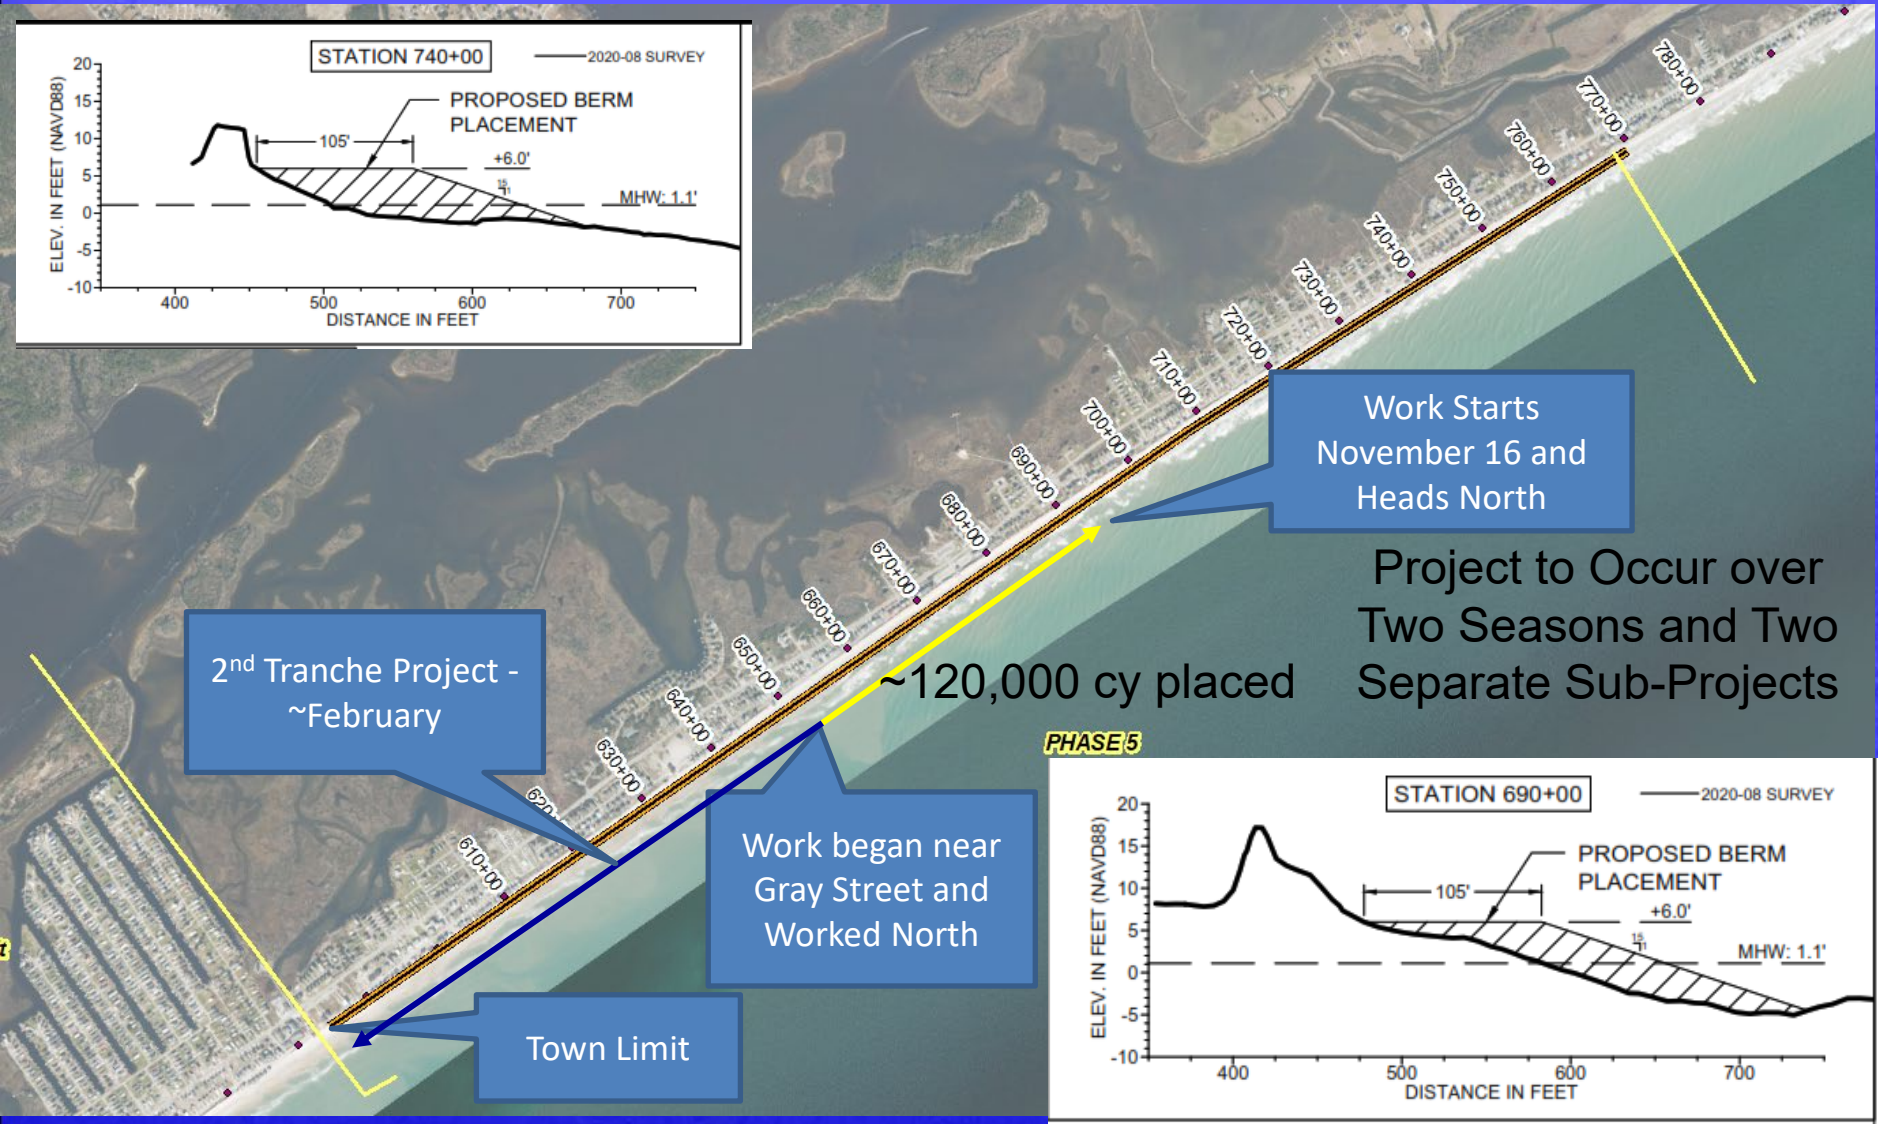 STATION 740+00
2020-08 SURVEY
PROPOSED BERM
PLACEMENT
105'
+6.0'
15
1
MHW: 1.1'
ELEV. IN FEET (NAVD88)
20
15
10
5
0
-5
-10
400
500
600
700
DISTANCE IN FEET
780+00
770+00
760+00
750+00
740+00
730+00
720+00
710+00
700+00
690+00
680+00
670+00
660+00
650+00
640+00
630+00
620+
610+00
Work Starts
November 16 and
Heads North
Project to Occur over
Two Seasons and Two
Separate Sub-Projects
~120,000 cy placed
2nd Tranche Project -
~February
Work began near
Gray Street and
Worked North
Town Limit
t
PHASE 5
STATION 690+00
2020-08 SURVEY
PROPOSED BERM
PLACEMENT
105'
+6.0'
15
1
MHW: 1.1'
ELEV. IN FEET (NAVD88)
20
15
10
5
0
-5
-10
400
500
600
700
DISTANCE IN FEET